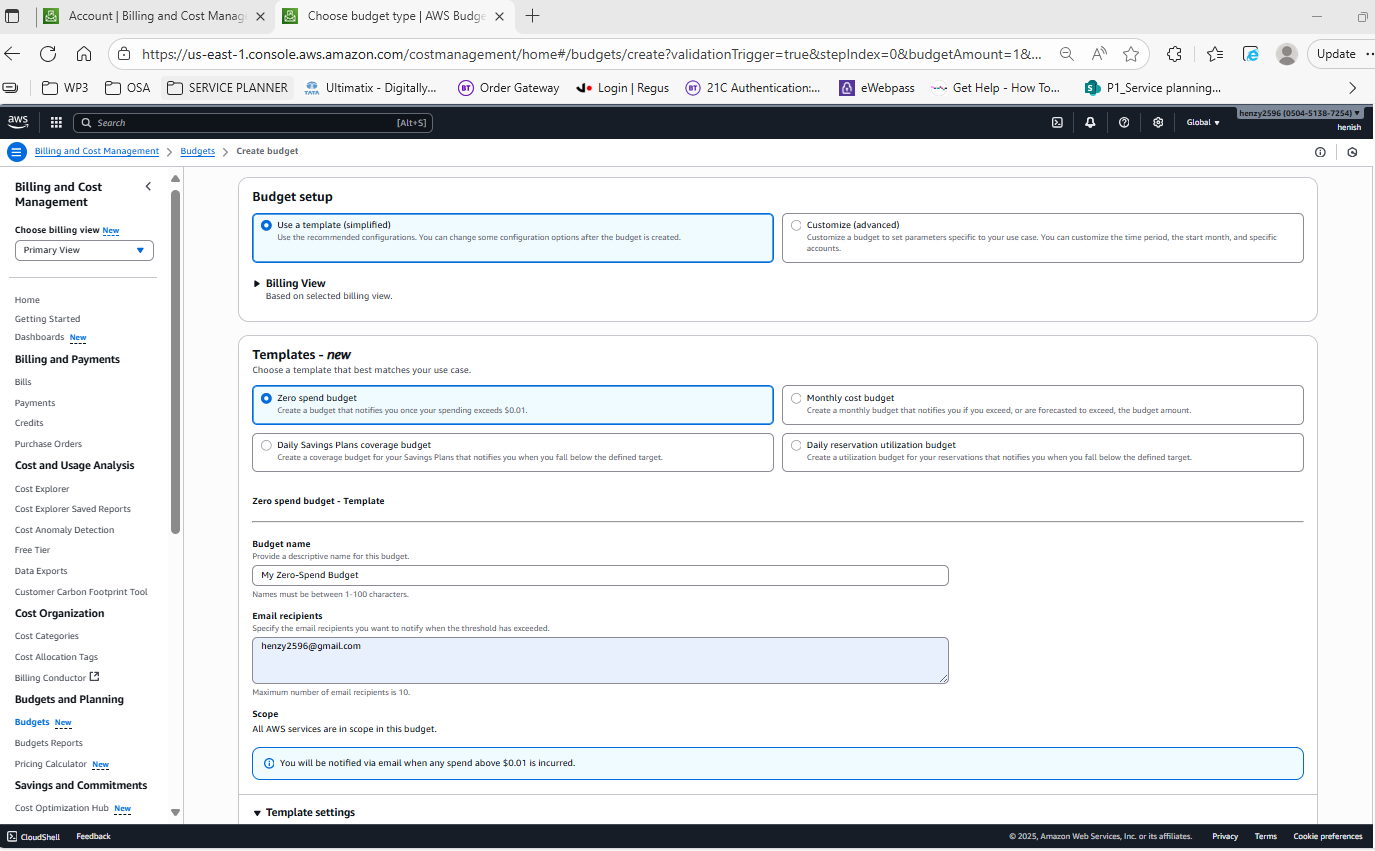 Account | Billing and Cost Manag
Choose budget type | AWS Budge
https://us-east-1.console.aws.amazon.com/costmanagement/home#/budgets/create?validationTrigger=true&stepIndex=0&budgetAmount=1&...
Update
WP3
OSA
SERVICE PLANNER
TATA
Ultimatix - Digitally...
BT
Order Gateway
Login | Regus
BT
21C Authentication:...
eWebpass
Get Help - How To...
P1_Service planning...
aws
Search
[Alt+S]
Global
henzy2596 (0504-5138-7254)
henish
Billing and Cost Management
Budgets
Create budget
Billing and Cost
Management
Choose billing view New
Primary View
Home
Getting Started
Dashboards New
Billing and Payments
Bills
Payments
Credits
Purchase Orders
Cost and Usage Analysis
Cost Explorer
Cost Explorer Saved Reports
Cost Anomaly Detection
Free Tier
Data Exports
Customer Carbon Footprint Tool
Cost Organization
Cost Categories
Cost Allocation Tags
Billing Conductor
Budgets and Planning
Budgets New
Budgets Reports
Pricing Calculator New
Savings and Commitments
Cost Optimization Hub New
Budget setup
Use a template (simplified)
Use the recommended configurations. You can change some configuration options after the budget is created.
Customize (advanced)
Customize a budget to set parameters specific to your use case. You can customize the time period, the start month, and specific
accounts.
Billing View
Based on selected billing view.
Templates - new
Choose a template that best matches your use case.
Zero spend budget
Create a budget that notifies you once your spending exceeds $0.01.
Monthly cost budget
Create a monthly budget that notifies you if you exceed, or are forecasted to exceed, the budget amount.
Daily Savings Plans coverage budget
Create a coverage budget for your Savings Plans that notifies you when you fall below the defined target.
Daily reservation utilization budget
Create a utilization budget for your reservations that notifies you when you fall below the defined target.
Zero spend budget - Template
Budget name
Provide a descriptive name for this budget.
My Zero-Spend Budget
Names must be between 1-100 characters.
Email recipients
Specify the email recipients you want to notify when the threshold has exceeded.
henzy2596@gmail.com
Maximum number of email recipients is 10.
Scope
All AWS services are in scope in this budget.
You will be notified via email when any spend above $0.01 is incurred.
Template settings
CloudShell
Feedback
© 2025, Amazon Web Services, Inc. or its affiliates.
Privacy
Terms
Cookie preferences